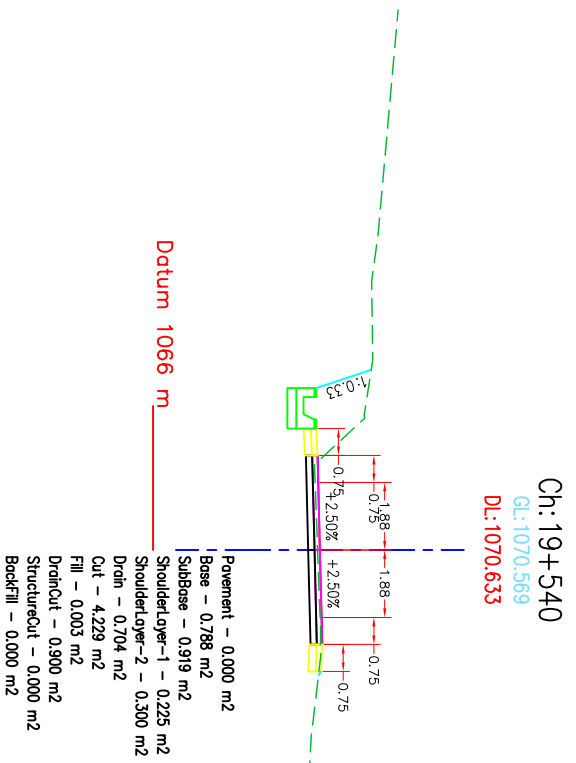 Ch:19+540
GL:1070.569
DL:1070.633
1:0.33
0.75
0.75
1.88
1.88
0.75
0.75
+2.50%
+2.50%
Datum 1066 m
Pavement - 0.000 m2
Base - 0.788 m2
SubBase - 0.919 m2
ShoulderLayer-1 - 0.225 m2
ShoulderLayer-2 - 0.300 m2
Drain - 0.704 m2
Cut - 4.229 m2
Fill - 0.003 m2
DrainCut - 0.900 m2
StructureCut - 0.000 m2
BackFill - 0.000 m2